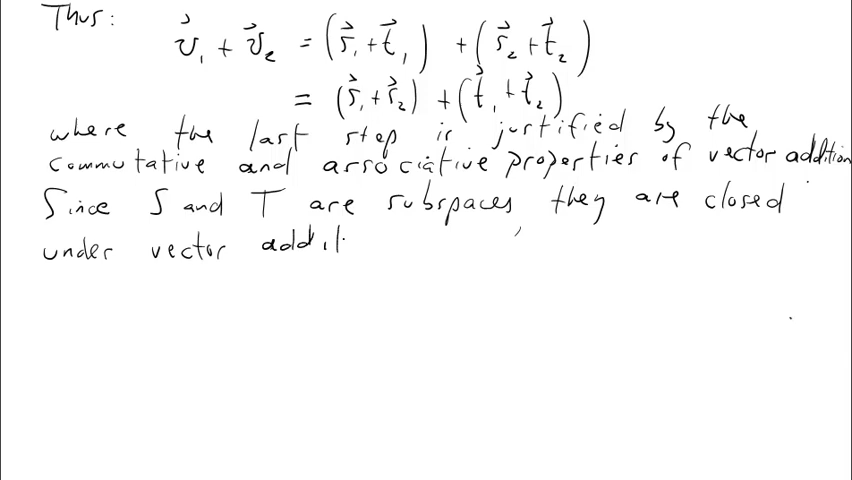 Thus: v⃗₁ + v⃗₂ = (s⃗₁ + t⃗₁) + (s⃗₂ + t⃗₂)
= (s⃗₁ + s⃗₂) + (t⃗₁ + t⃗₂)
where the last step is justified by the
commutative and associative properties of vector addition.
Since S and T are subspaces, they are closed
under vector addit